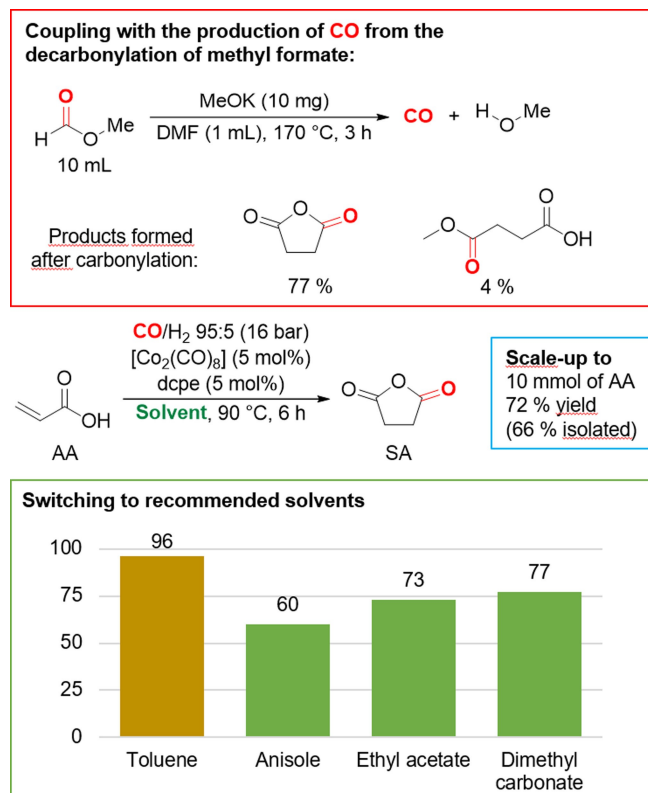 Coupling with the production of CO from the
decarbonylation of methyl formate:
O
H
O
Me
10 mL
MeOK (10 mg)
DMF (1 mL), 170 °C, 3 h
CO + H
O
Me
Products formed
after carbonylation:
O
O
O
77 %
O
O
O
OH
4 %
CO/H2 95:5 (16 bar)
[Co2(CO)8] (5 mol%)
dcpe (5 mol%)
Solvent, 90 °C, 6 h
O
OH
AA
O
O
O
SA
Scale-up to
10 mmol of AA
72 % yield
(66 % isolated)
Switching to recommended solvents
100
75
50
25
0
96
60
73
77
Toluene
Anisole
Ethyl acetate
Dimethyl
carbonate